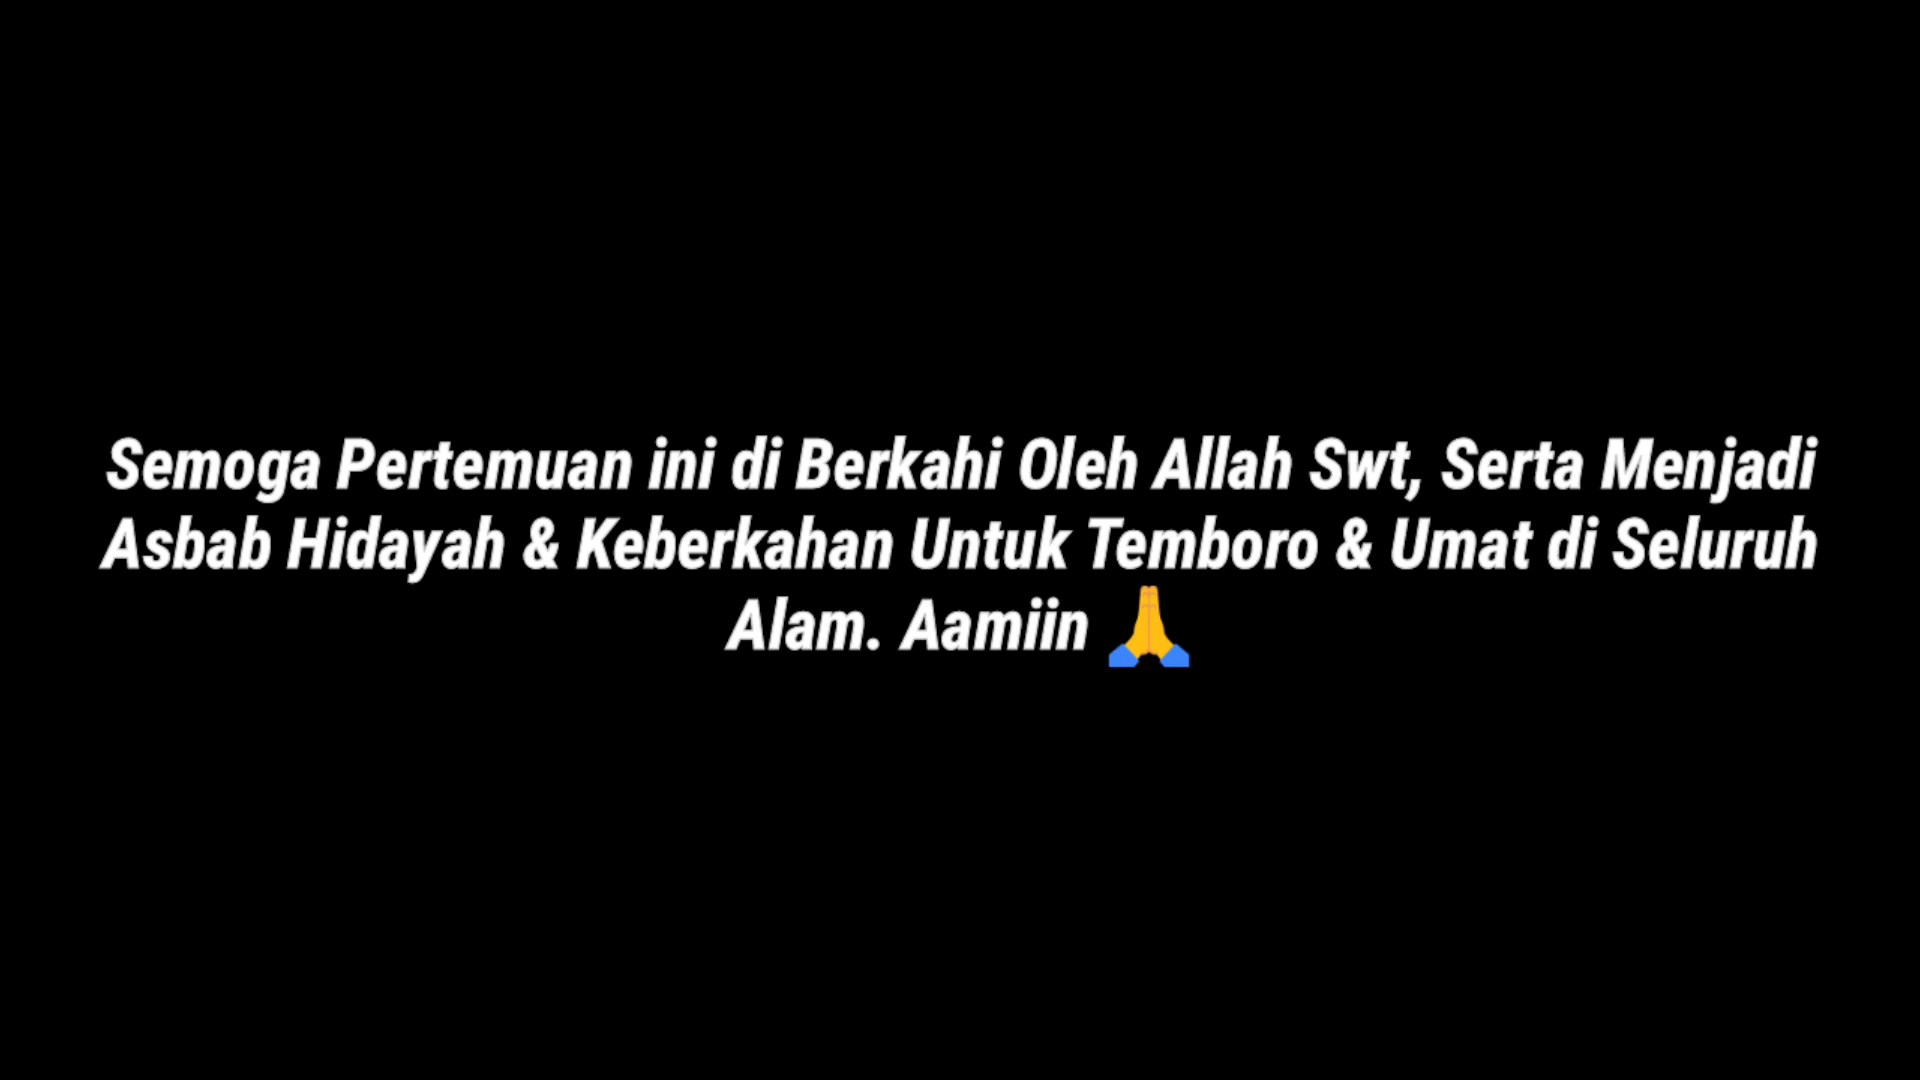 Semoga Pertemuan ini di Berkahi Oleh Allah Swt, Serta Menjadi
Asbab Hidayah & Keberkahan Untuk Temboro & Umat di Seluruh
Alam. Aamiin 🙏